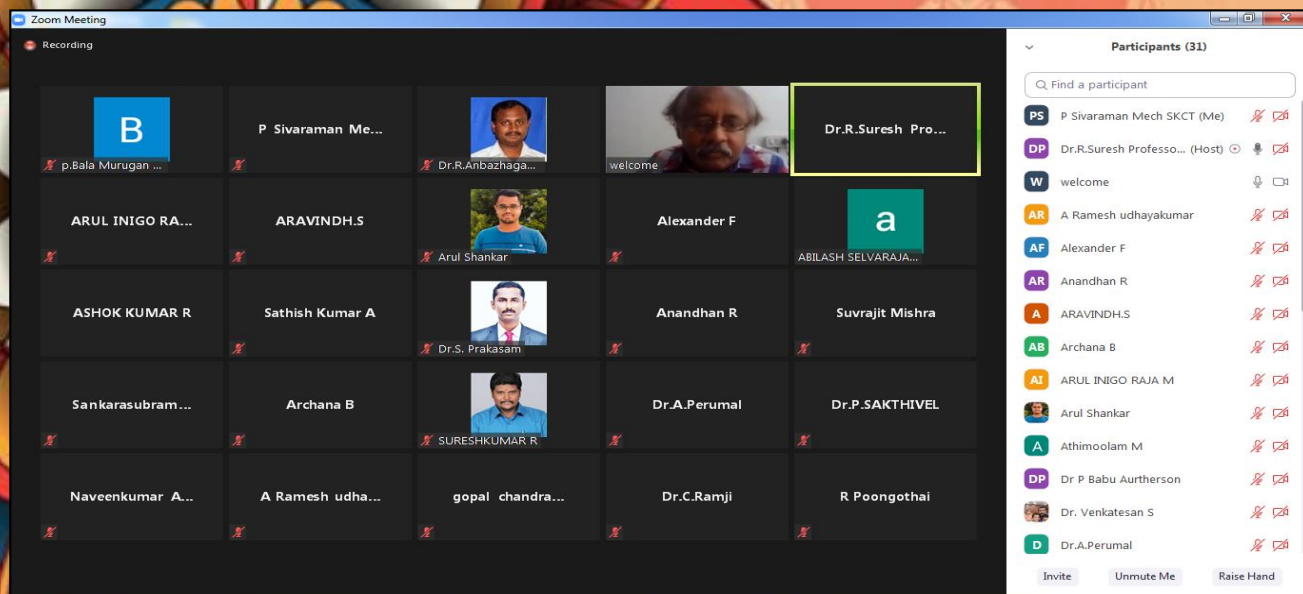 Zoom Meeting
Recording
B
p.Bala Murugan ...
P Sivaraman Me...
Dr.R.Anbazhaga...
welcome
Dr.R.Suresh Pro...
ARUL INIGO RA...
ARAVINDH.S
Arul Shankar
Alexander F
a
ABILASH SELVARAJA...
ASHOK KUMAR R
Sathish Kumar A
Dr.S. Prakasam
Anandhan R
Suvrajit Mishra
Sankarasubram...
Archana B
SURESHKUMAR R
Dr.A.Perumal
Dr.P.SAKTHIVEL
Naveenkumar A...
A Ramesh udha...
gopal chandra...
Dr.C.Ramji
R Poongothai
Participants (31)
Find a participant
PS P Sivaraman Mech SKCT (Me)
DP Dr.R.Suresh Professo... (Host)
W welcome
AR A Ramesh udhayakumar
AF Alexander F
AR Anandhan R
A ARAVINDH.S
AB Archana B
AI ARUL INIGO RAJA M
Arul Shankar
A Athimoolam M
DP Dr P Babu Aurtherson
Dr. Venkatesan S
D Dr.A.Perumal
Invite Unmute Me Raise Hand